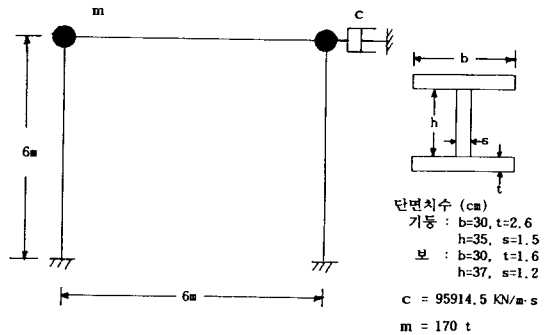 m
c
6m
6m
b
h
s
t
단면치수 (cm)
기둥 : b=30, t=2.6
h=35, s=1.5
보 : b=30, t=1.6
h=37, s=1.2
c = 95914.5 KN/m·s
m = 170 t